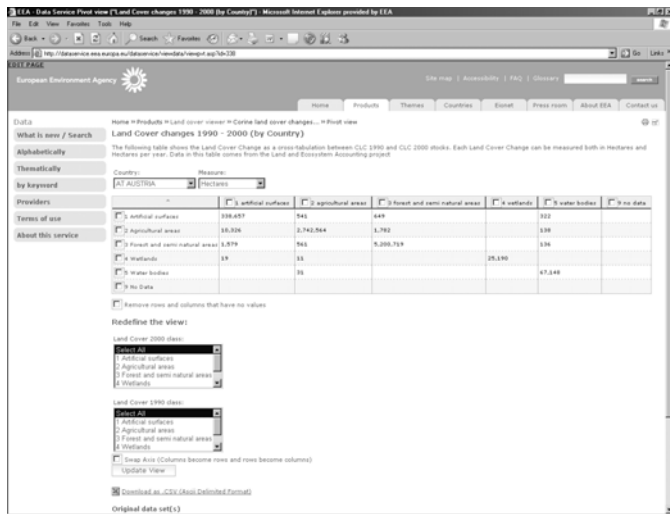 EEA - Data Service Pivot view ["Land Cover changes 1990 - 2000 (by Country)"] - Microsoft Internet Explorer provided by EEA
File Edit View Favorites Tools Help
Back Search Favorites
Address http://dataservice.eea.europa.eu/dataservice/viewdata/viewpvt.asp?id=338 Go Links
EDIT PAGE
European Environment Agency
Site map | Accessibility | FAQ | Glossary
Home Products Themes Countries Eionet Press room About EEA Contact us
Data
What is new / Search
Alphabetically
Thematically
by keyword
Providers
Terms of use
About this service
Home » Products » Land cover viewer » Corine land cover changes... » Pivot view
Land Cover changes 1990 - 2000 (by Country)
The following table shows the Land Cover Change as a cross-tabulation between CLC 1990 and CLC 2000 stocks. Each Land Cover Change can be measured both in Hectares and
Hectares per year. Data in this table comes from the Land and Ecosystem Accounting project
Country: Measure:
AT AUSTRIA Hectares
1 artificial surfaces 2 agricultural areas 3 forest and semi natural areas 4 wetlands 5 water bodies 9 no data
1 Artificial surfaces 338,657 541 649 322
2 Agricultural areas 10,326 2,742,564 1,782 138
3 Forest and semi natural areas 1,579 561 5,200,719 136
4 Wetlands 19 11 25,190
5 Water bodies 31 67,148
9 No Data
Remove rows and columns that have no values
Redefine the view:
Land Cover 2000 class:
Select All
1 Artificial surfaces
2 Agricultural areas
3 Forest and semi natural areas
4 Wetlands
Land Cover 1990 class:
Select All
1 Artificial surfaces
2 Agricultural areas
3 Forest and semi natural areas
4 Wetlands
Swap Axis (Columns become rows and rows become columns)
Update View
Download as .CSV (Ascii Delimited Format)
Original data set(s)